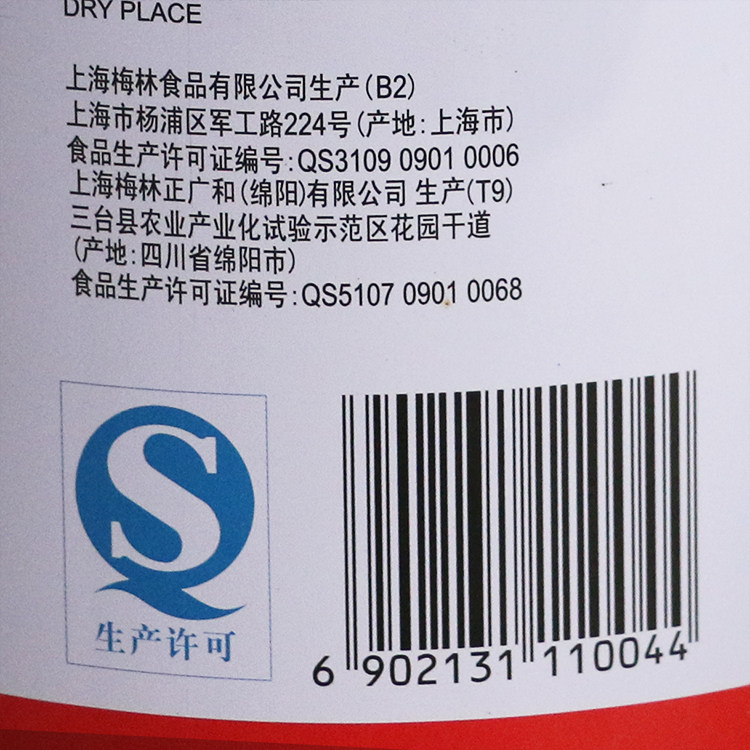 DRY PLACE
上海梅林食品有限公司生产(B2)
上海市杨浦区军工路224号(产地:上海市)
食品生产许可证编号:QS3109 0901 0006
上海梅林正广和(绵阳)有限公司 生产(T9)
三台县农业产业化试验示范区花园干道
(产地:四川省绵阳市)
食品生产许可证编号:QS5107 0901 0068
生产许可
6 902131 110044